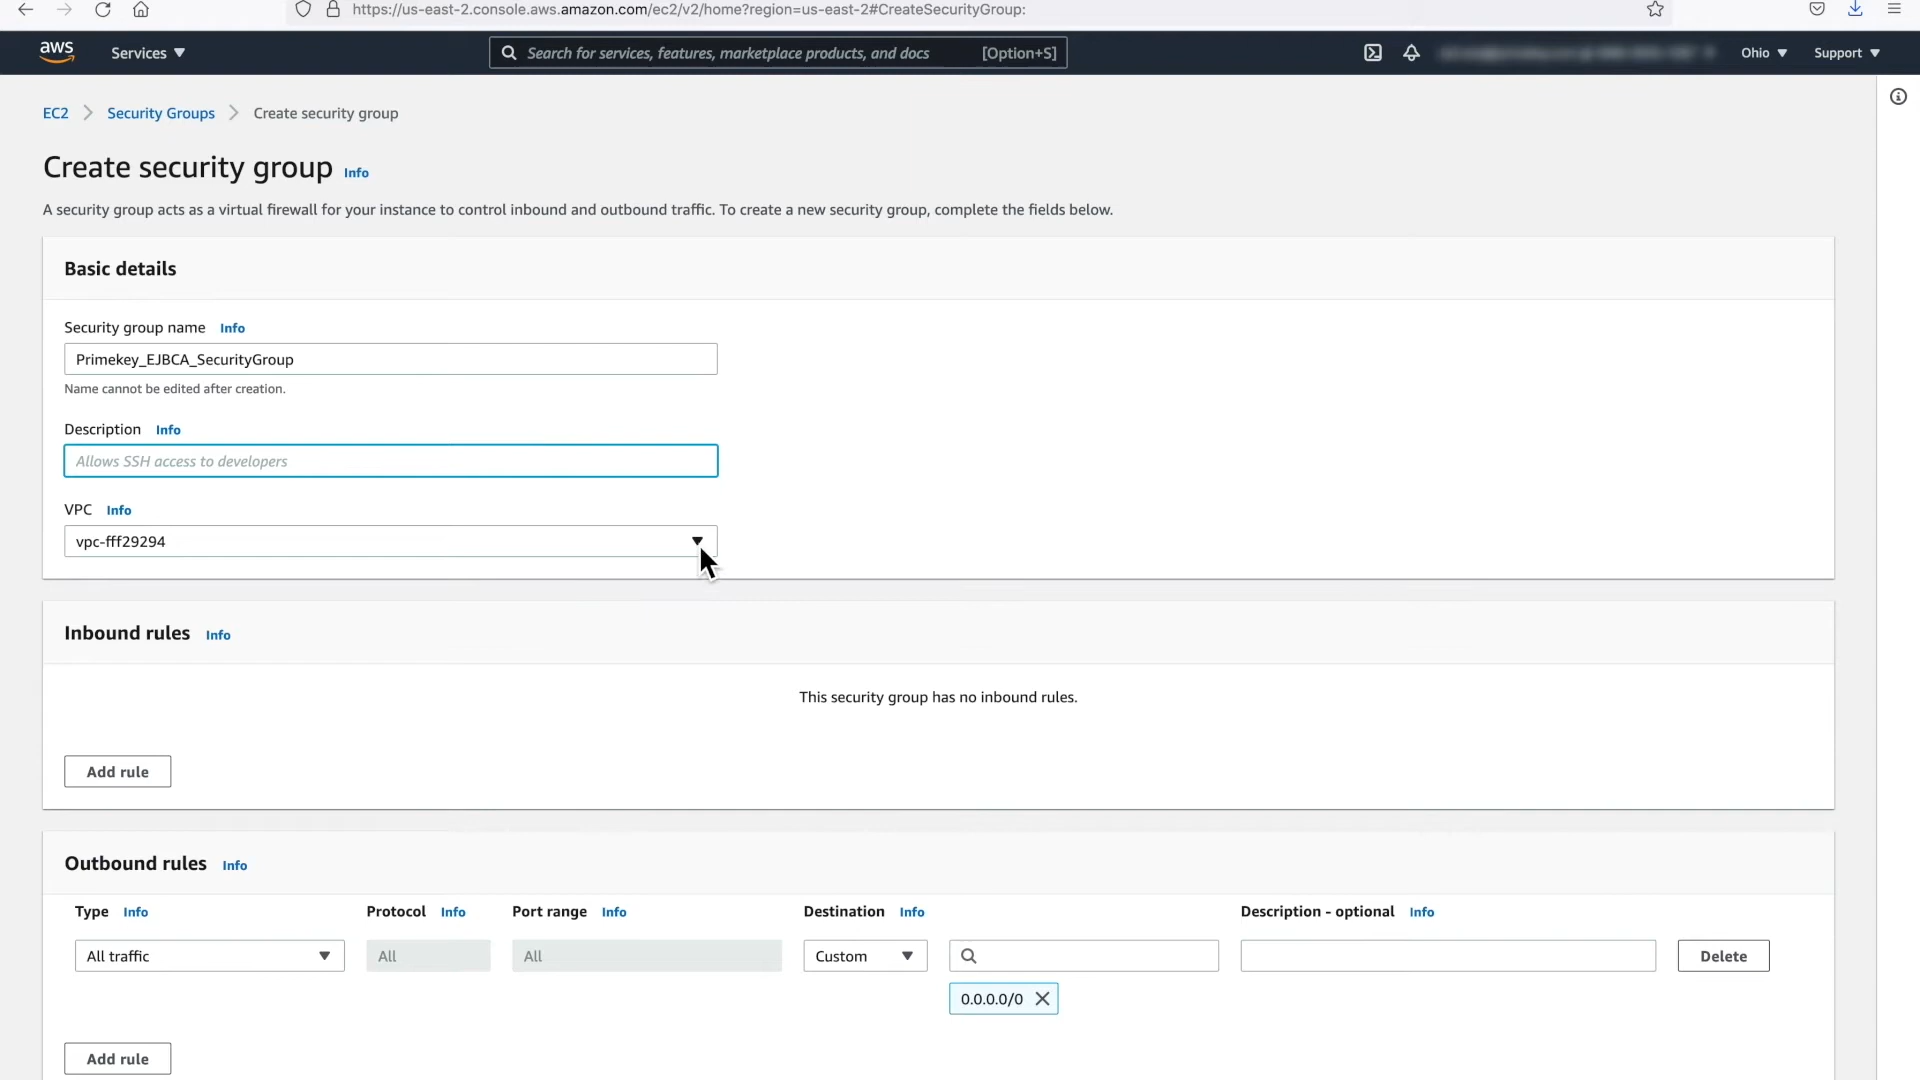 https://us-east-2.console.aws.amazon.com/ec2/v2/home?region=us-east-2#CreateSecurityGroup:
aws Services Search for services, features, marketplace products, and docs [Option+S] Ohio Support
EC2 Security Groups Create security group
Create security group Info
A security group acts as a virtual firewall for your instance to control inbound and outbound traffic. To create a new security group, complete the fields below.
Basic details
Security group name Info
Primekey_EJBCA_SecurityGroup
Name cannot be edited after creation.
Description Info
Allows SSH access to developers
VPC Info
vpc-fff29294
Inbound rules Info
This security group has no inbound rules.
Add rule
Outbound rules Info
Type Info Protocol Info Port range Info Destination Info Description - optional Info
All traffic All All Custom Delete
0.0.0.0/0
Add rule